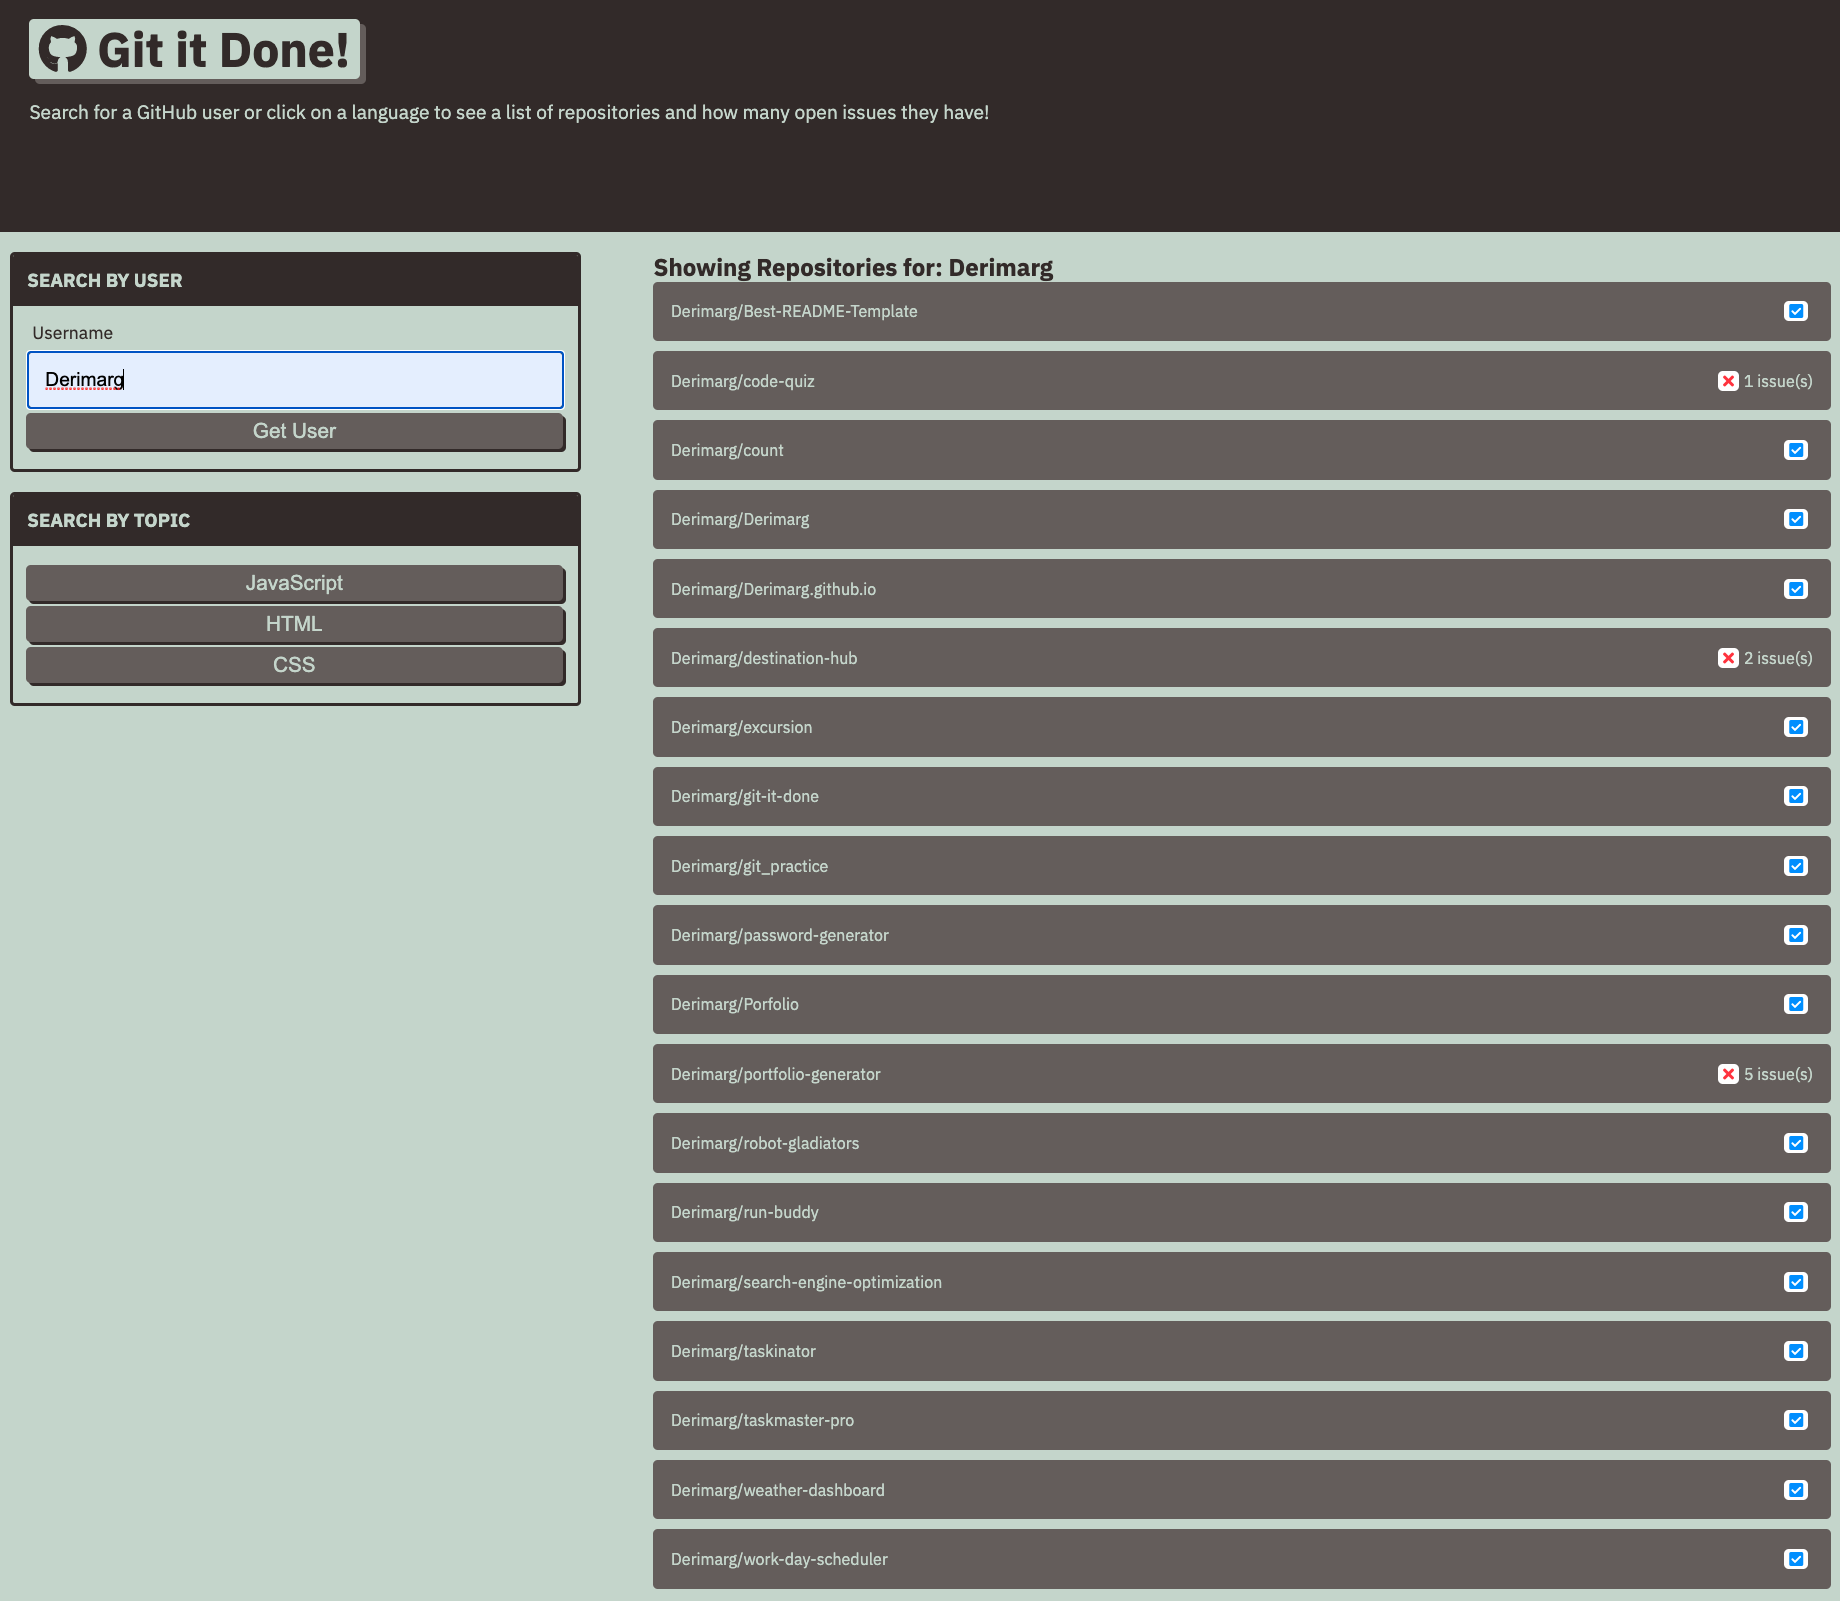 Git it Done!
Search for a GitHub user or click on a language to see a list of repositories and how many open issues they have!
SEARCH BY USER
Username
Derimarg
Get User
SEARCH BY TOPIC
JavaScript
HTML
CSS
Showing Repositories for: Derimarg
Derimarg/Best-README-Template
Derimarg/code-quiz 1 issue(s)
Derimarg/count
Derimarg/Derimarg
Derimarg/Derimarg.github.io
Derimarg/destination-hub 2 issue(s)
Derimarg/excursion
Derimarg/git-it-done
Derimarg/git_practice
Derimarg/password-generator
Derimarg/Porfolio
Derimarg/portfolio-generator 5 issue(s)
Derimarg/robot-gladiators
Derimarg/run-buddy
Derimarg/search-engine-optimization
Derimarg/taskinator
Derimarg/taskmaster-pro
Derimarg/weather-dashboard
Derimarg/work-day-scheduler